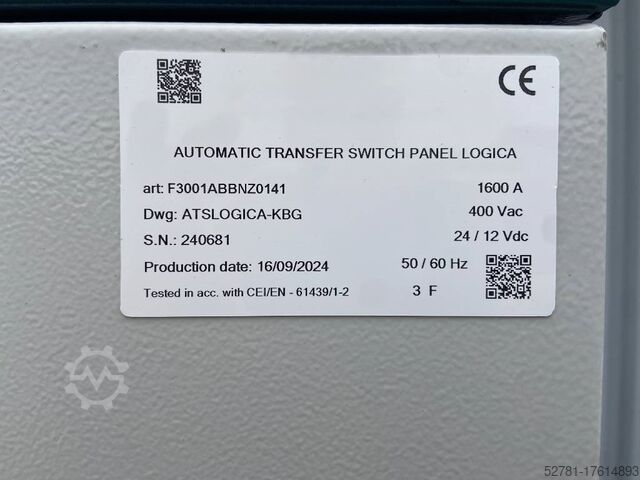 CE
AUTOMATIC TRANSFER SWITCH PANEL LOGICA
art: F3001ABBNZ0141 1600 A
Dwg: ATSLOGICA-KBG 400 Vac
S.N.: 240681 24 / 12 Vdc
Production date: 16/09/2024 50 / 60 Hz
Tested in acc. with CEI/EN - 61439/1-2 3 F
52781-17614893